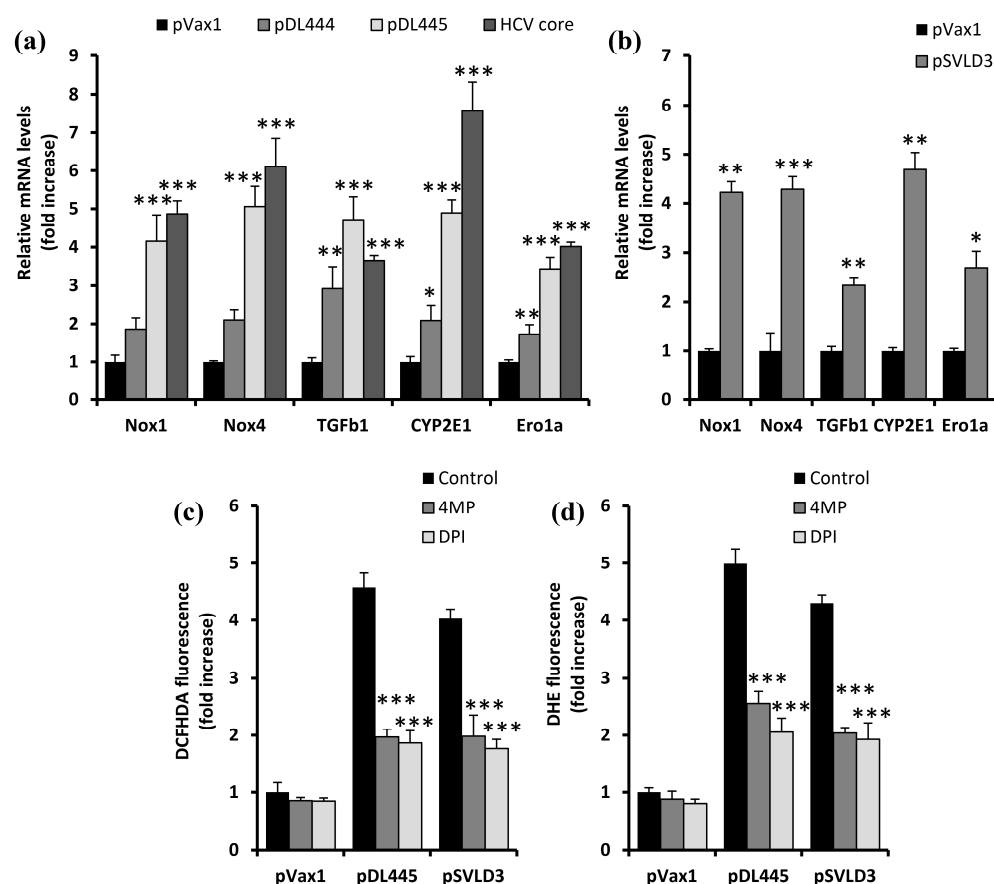 (a)
pVax1 pDL444 pDL445 HCV core
Relative mRNA levels
(fold increase)
9
8
7
6
5
4
3
2
1
0
*** *** *** *** ** *** *** * *** *** ** *** ***
Nox1 Nox4 TGFb1 CYP2E1 Ero1a
(b)
pVax1
pSVLD3
Relative mRNA levels
(fold increase)
7
6
5
4
3
2
1
0
** *** ** ** *
Nox1 Nox4 TGFb1 CYP2E1 Ero1a
(c)
Control
4MP
DPI
DCFHDA fluorescence
(fold increase)
6
5
4
3
2
1
0
*** *** *** ***
pVax1 pDL445 pSVLD3
(d)
Control
4MP
DPI
DHE fluorescence
(fold increase)
6
5
4
3
2
1
0
*** *** *** ***
pVax1 pDL445 pSVLD3